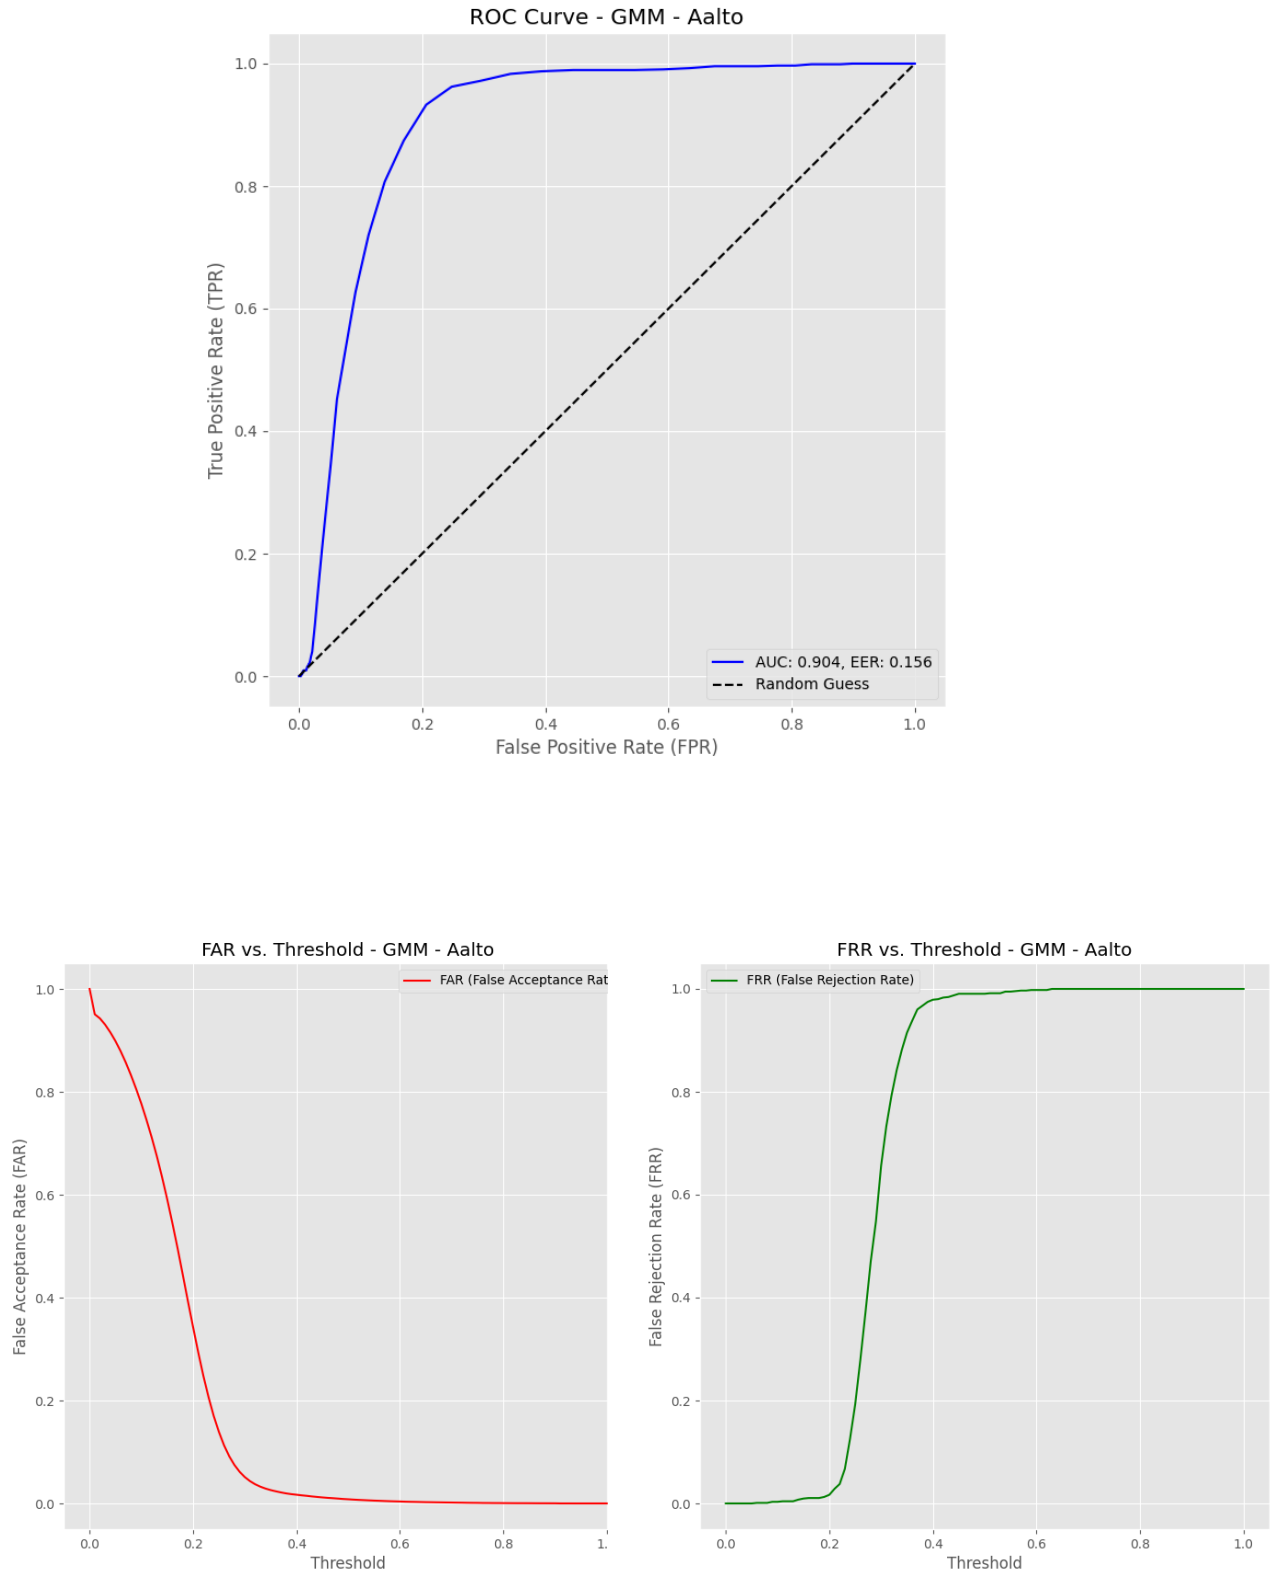 ROC Curve - GMM - Aalto
1.0
0.8
0.6
0.4
0.2
0.0
True Positive Rate (TPR)
AUC: 0.904, EER: 0.156
Random Guess
0.0 0.2 0.4 0.6 0.8 1.0
False Positive Rate (FPR)
FAR vs. Threshold - GMM - Aalto
FAR (False Acceptance Rat
1.0
0.8
0.6
0.4
0.2
0.0
False Acceptance Rate (FAR)
0.0 0.2 0.4 0.6 0.8 1.
Threshold
FRR vs. Threshold - GMM - Aalto
FRR (False Rejection Rate)
1.0
0.8
0.6
0.4
0.2
0.0
False Rejection Rate (FRR)
0.0 0.2 0.4 0.6 0.8 1.0
Threshold